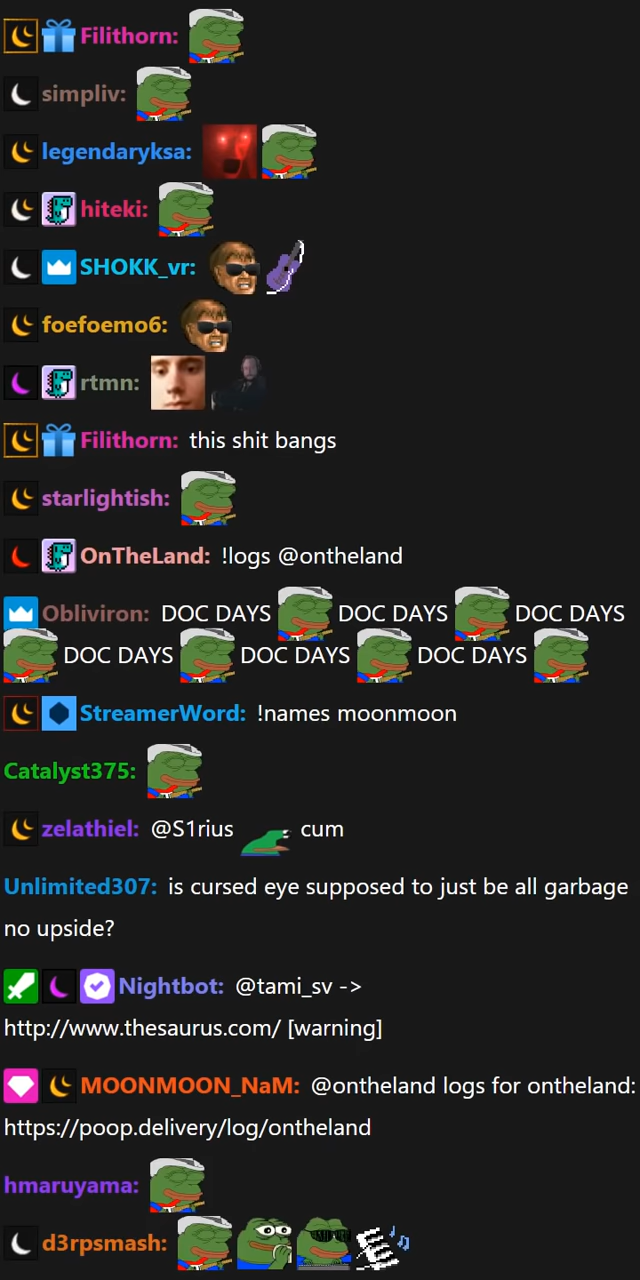 Filithorn:
simpliv:
legendaryksa:
hiteki:
SHOKK_vr:
foefoemo6:
rtmn:
Filithorn: this shit bangs
starlightish:
OnTheLand: !logs @ontheland
Obliviron: DOC DAYS DOC DAYS DOC DAYS
DOC DAYS DOC DAYS DOC DAYS
StreamerWord: !names moonmoon
Catalyst375:
zelathiel: @S1rius cum
Unlimited307: is cursed eye supposed to just be all garbage
no upside?
Nightbot: @tami_sv ->
http://www.thesaurus.com/ [warning]
MOONMOON_NaM: @ontheland logs for ontheland:
https://poop.delivery/log/ontheland
hmaruyama:
d3rpsmash: